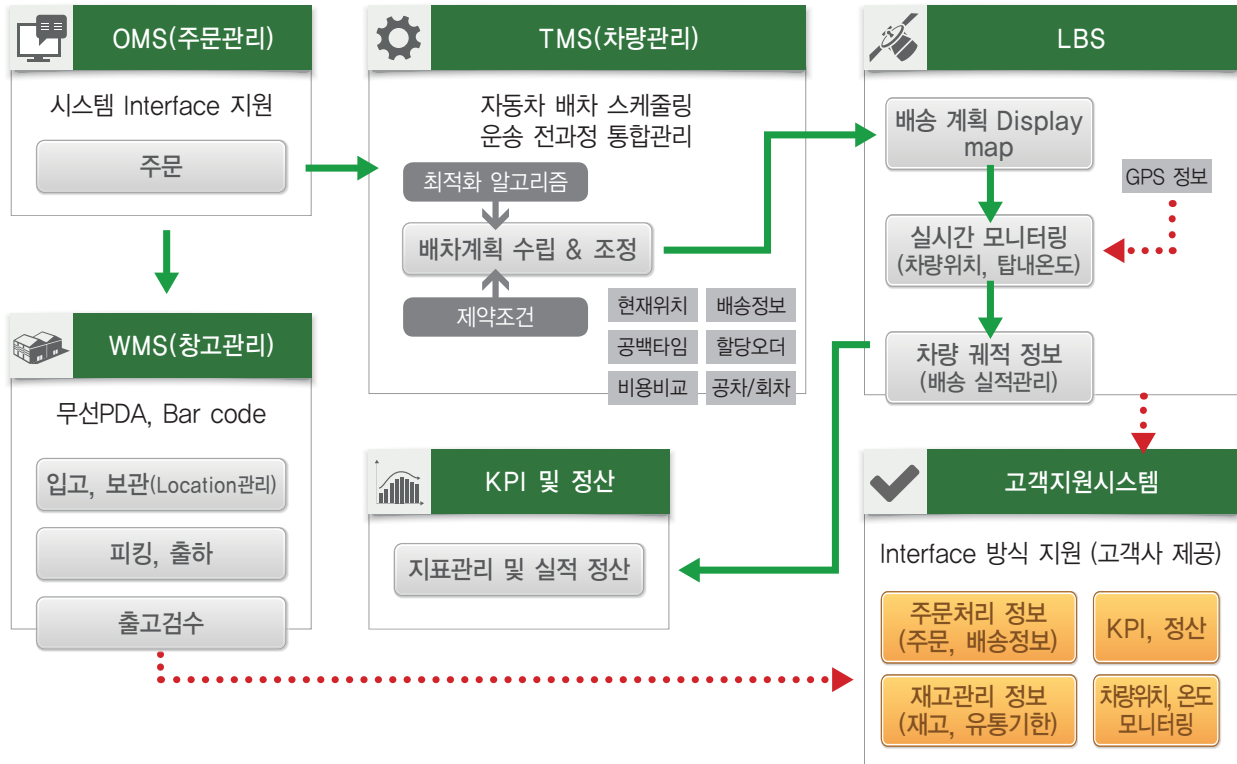 OMS(주문관리)
시스템 Interface 지원
주문
TMS(차량관리)
자동차 배차 스케줄링
운송 전과정 통합관리
최적화 알고리즘
배차계획 수립 & 조정
제약조건
현재위치
배송정보
공백타임
할당오더
비용비교
공차/회차
LBS
배송 계획 Display
map
GPS 정보
실시간 모니터링
(차량위치, 탑내온도)
차량 궤적 정보
(배송 실적관리)
WMS(창고관리)
무선PDA, Bar code
입고, 보관(Location관리)
피킹, 출하
출고검수
KPI 및 정산
지표관리 및 실적 정산
고객지원시스템
Interface 방식 지원 (고객사 제공)
주문처리 정보
(주문, 배송정보)
KPI, 정산
재고관리 정보
(재고, 유통기한)
차량위치, 온도
모니터링